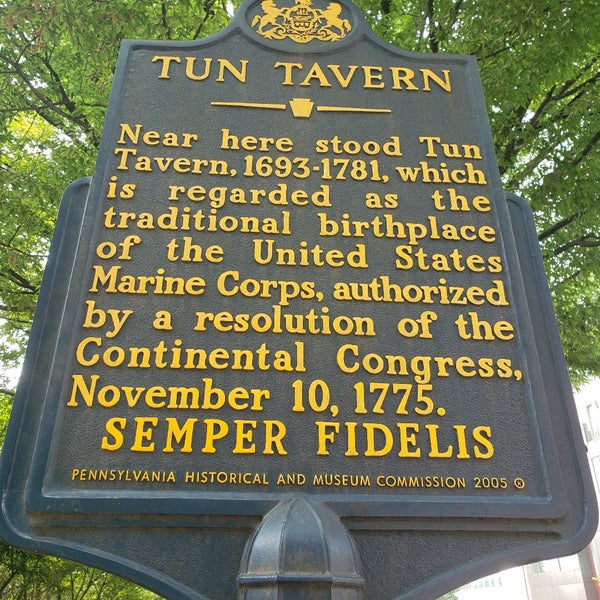 TUN TAVERN
Near here stood Tun
Tavern, 1693-1781, which
is regarded as the
traditional birthplace
of the United States
Marine Corps, authorized
by a resolution of the
Continental Congress,
November 10, 1775.
SEMPER FIDELIS
PENNSYLVANIA HISTORICAL AND MUSEUM COMMISSION 2005